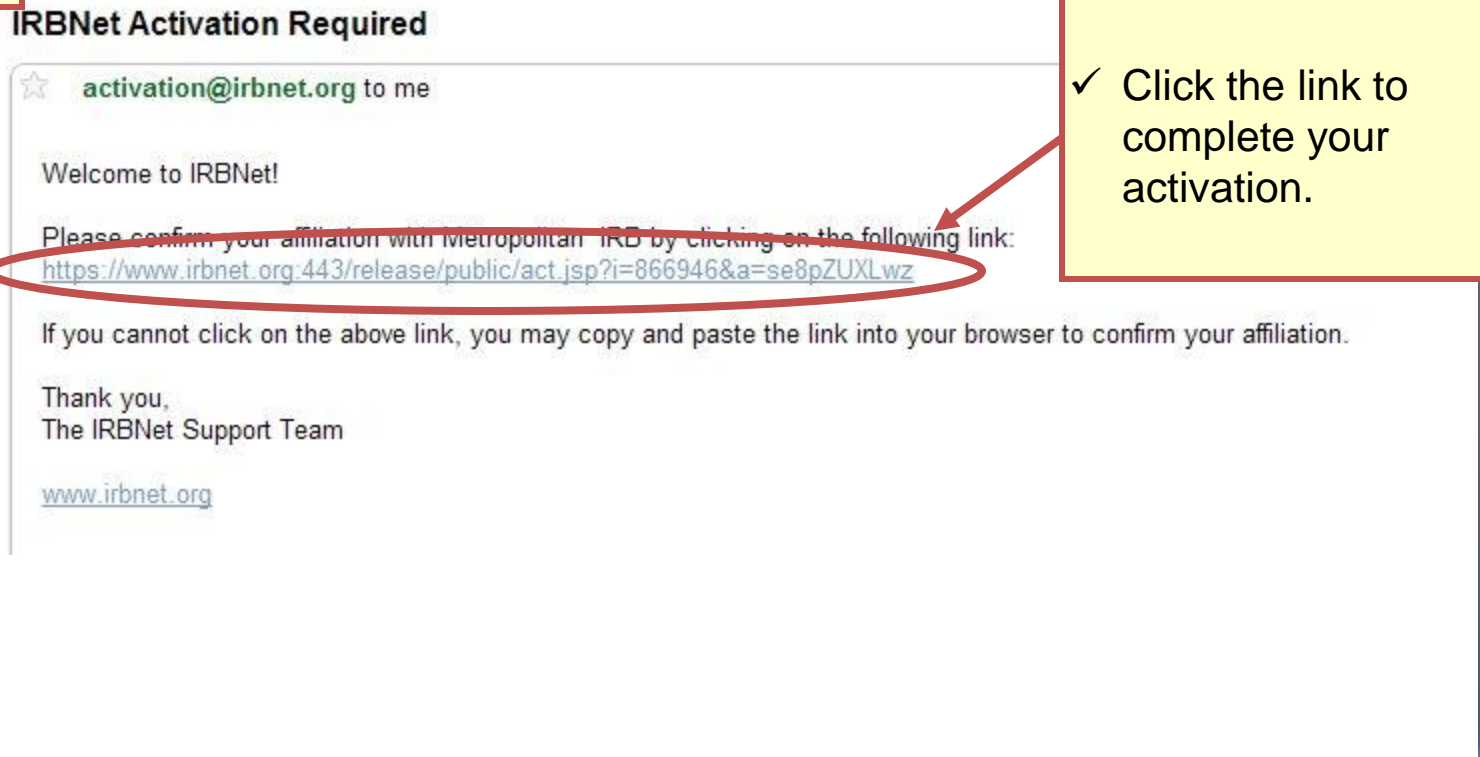 IRBNet Activation Required
activation@irbnet.org to me
Welcome to IRBNet!
Please confirm your affiliation with Metropolitan IRB by clicking on the following link:
https://www.irbnet.org:443/release/public/act.jsp?i=866946&a=se8pZUXLwz
If you cannot click on the above link, you may copy and paste the link into your browser to confirm your affiliation.
Thank you,
The IRBNet Support Team
www.irbnet.org
✓ Click the link to
complete your
activation.